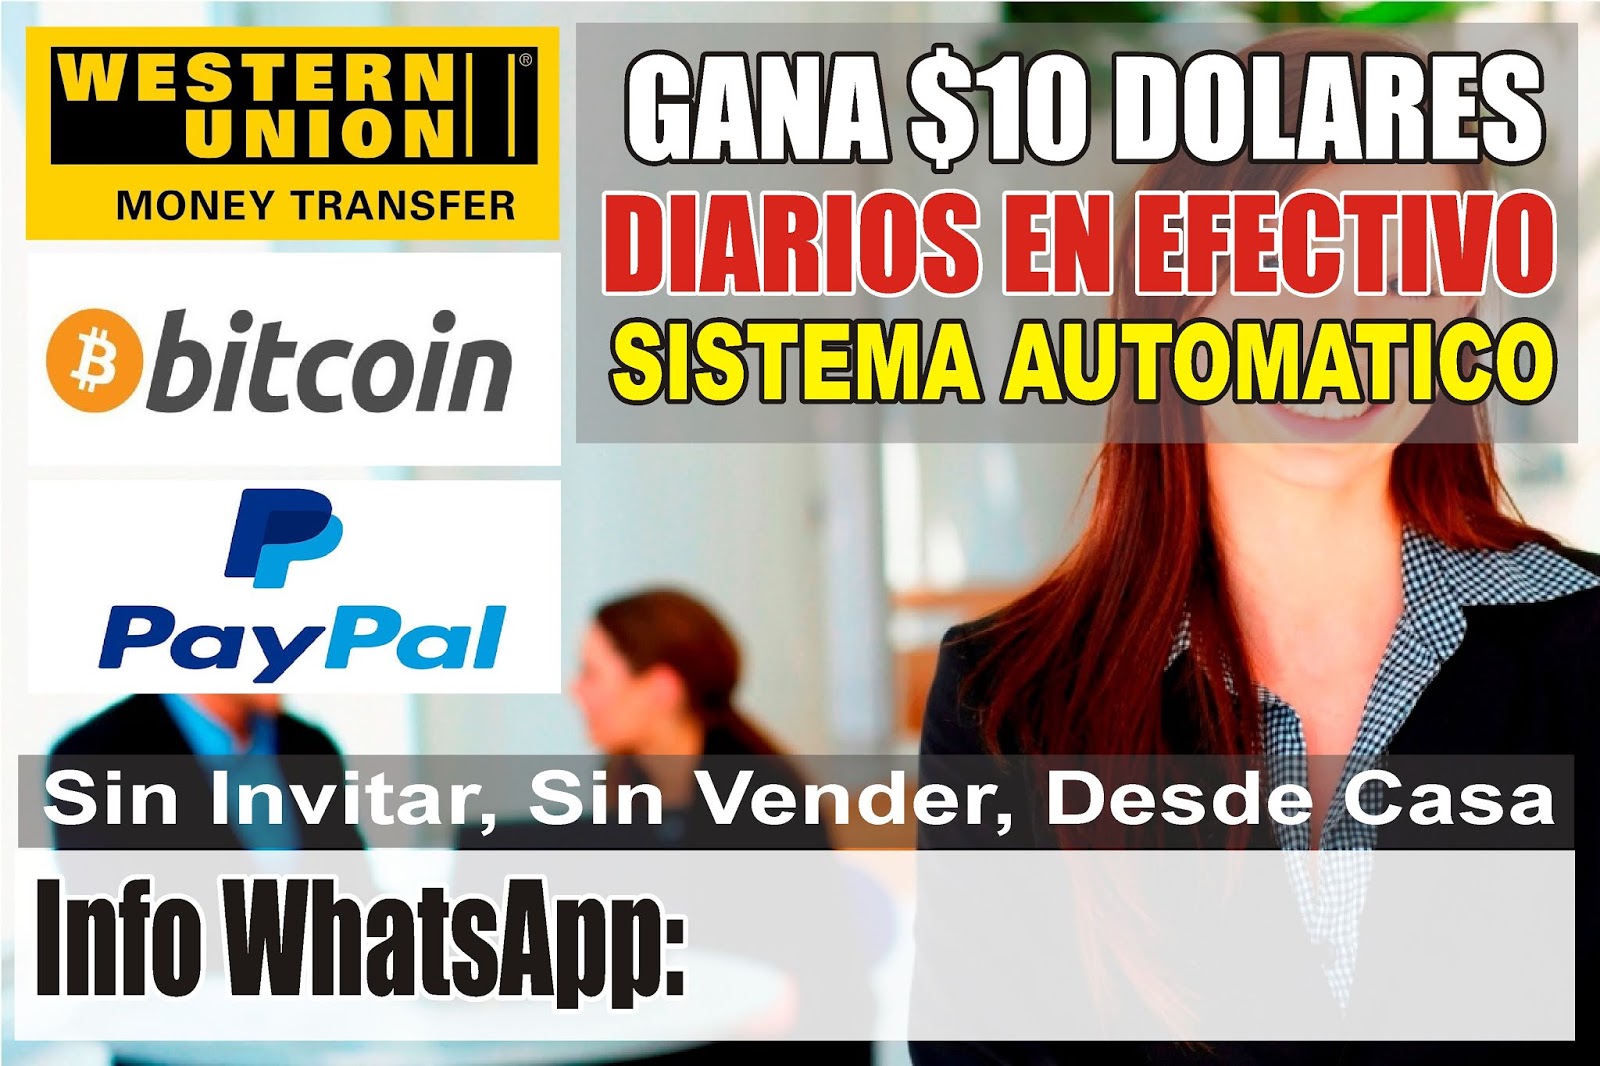 WESTERN
UNION ®
MONEY TRANSFER
bitcoin
PayPal
GANA $10 DOLARES
DIARIOS EN EFECTIVO
SISTEMA AUTOMATICO
Sin Invitar, Sin Vender, Desde Casa
Info WhatsApp: